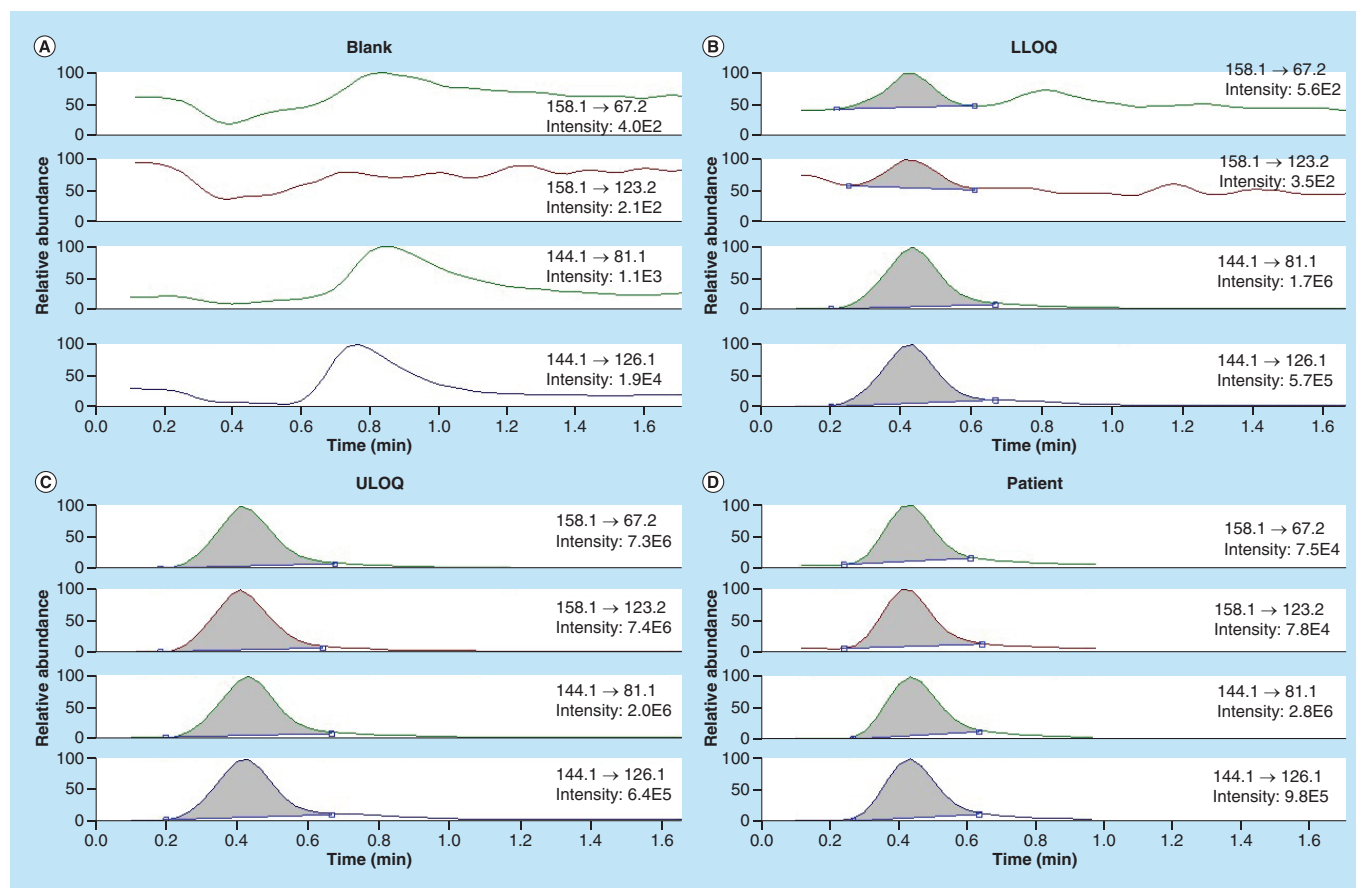 A
Blank
100
50
0
158.1 → 67.2
Intensity: 4.0E2
100
50
0
158.1 → 123.2
Intensity: 2.1E2
100
50
0
144.1 → 81.1
Intensity: 1.1E3
100
50
0
144.1 → 126.1
Intensity: 1.9E4
Relative abundance
0.0 0.2 0.4 0.6 0.8 1.0 1.2 1.4 1.6
Time (min)
B
LLOQ
100
50
0
158.1 → 67.2
Intensity: 5.6E2
100
50
0
158.1 → 123.2
Intensity: 3.5E2
100
50
0
144.1 → 81.1
Intensity: 1.7E6
100
50
0
144.1 → 126.1
Intensity: 5.7E5
Relative abundance
0.0 0.2 0.4 0.6 0.8 1.0 1.2 1.4 1.6
Time (min)
C
ULOQ
100
50
0
158.1 → 67.2
Intensity: 7.3E6
100
50
0
158.1 → 123.2
Intensity: 7.4E6
100
50
0
144.1 → 81.1
Intensity: 2.0E6
100
50
0
144.1 → 126.1
Intensity: 6.4E5
Relative abundance
0.0 0.2 0.4 0.6 0.8 1.0 1.2 1.4 1.6
Time (min)
D
Patient
100
50
0
158.1 → 67.2
Intensity: 7.5E4
100
50
0
158.1 → 123.2
Intensity: 7.8E4
100
50
0
144.1 → 81.1
Intensity: 2.8E6
100
50
0
144.1 → 126.1
Intensity: 9.8E5
Relative abundance
0.0 0.2 0.4 0.6 0.8 1.0 1.2 1.4 1.6
Time (min)